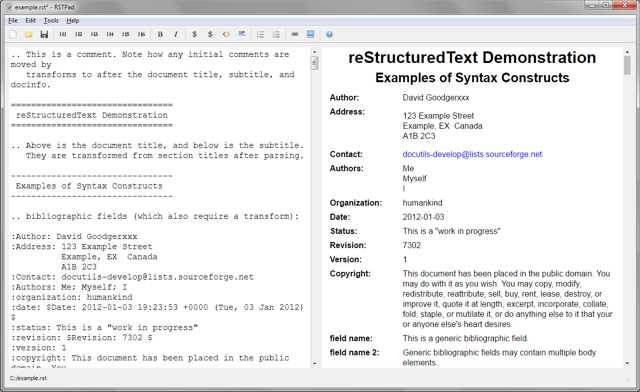 example.rst* - RSTPad
File Edit Tools Help
H1 H2 H3 H4 H5 H6 B I $ $
.. This is a comment. Note how any initial comments are
moved by
transforms to after the document title, subtitle, and
docinfo.
================================
reStructuredText Demonstration
================================
.. Above is the document title, and below is the subtitle.
They are transformed from section titles after parsing.
--------------------------------
Examples of Syntax Constructs
--------------------------------
.. bibliographic fields (which also require a transform):
:Author: David Goodgerxxx
:Address: 123 Example Street
Example, EX  Canada
A1B 2C3
:Contact: docutils-develop@lists.sourceforge.net
:Authors: Me; Myself; I
:organization: humankind
:date: $Date: 2012-01-03 19:23:53 +0000 (Tue, 03 Jan 2012)
$
:status: This is a "work in progress"
:revision: $Revision: 7302 $
:version: 1
:copyright: This document has been placed in the public
domain. You
reStructuredText Demonstration
Examples of Syntax Constructs
Author: David Goodgerxxx
Address: 123 Example Street
Example, EX Canada
A1B 2C3
Contact: docutils-develop@lists.sourceforge.net
Authors: Me
Myself
I
Organization: humankind
Date: 2012-01-03
Status: This is a "work in progress"
Revision: 7302
Version: 1
Copyright: This document has been placed in the public domain. You
may do with it as you wish. You may copy, modify,
redistribute, reattribute, sell, buy, rent, lease, destroy, or
improve it, quote it at length, excerpt, incorporate, collate,
fold, staple, or mutilate it, or do anything else to it that your
or anyone else's heart desires.
field name: This is a generic bibliographic field.
field name 2: Generic bibliographic fields may contain multiple body
elements.
C:/example.rst